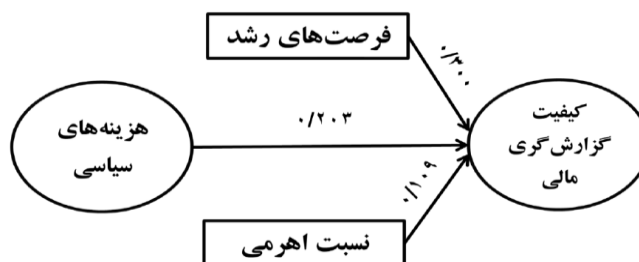 فرصت‌های رشد
۰/۳۰۰
هزینه‌های
سیاسی
۰/۲۰۳
کیفیت
گزارش‌گری
مالی
۰/۱۰۹
نسبت اهرمی